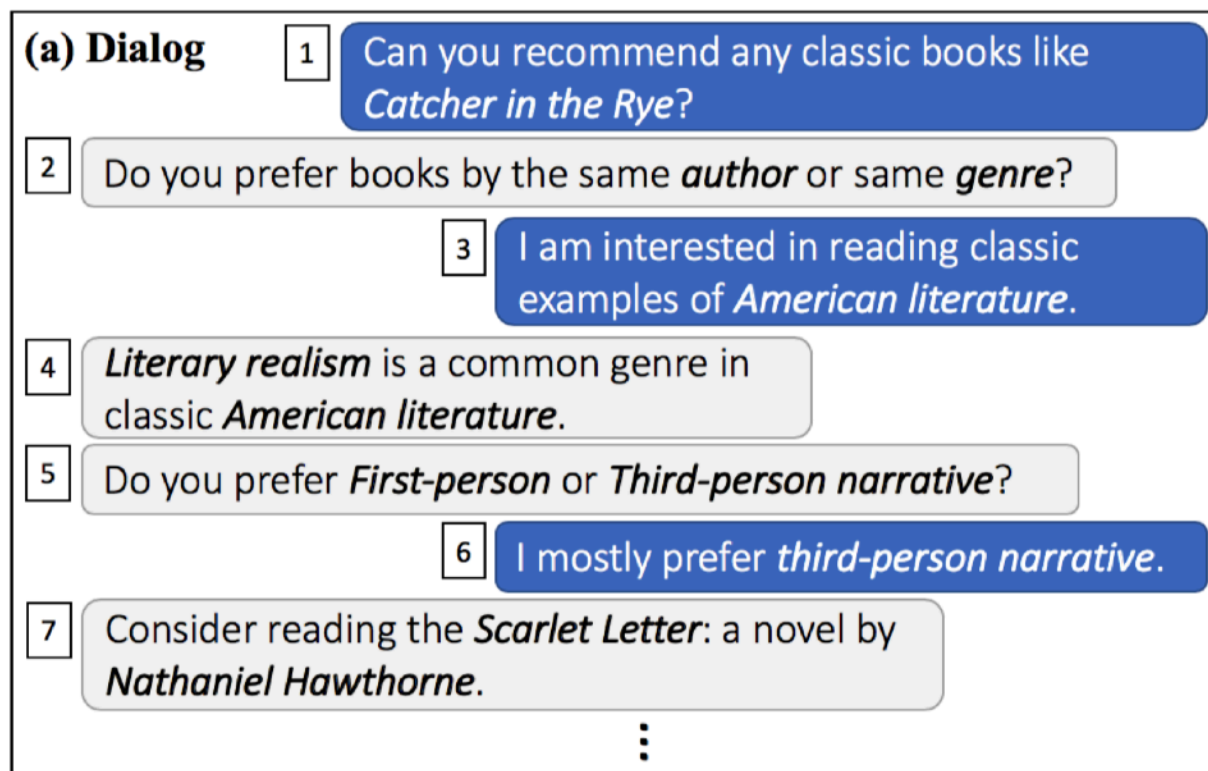 (a) Dialog
1
Can you recommend any classic books like
Catcher in the Rye?
2
Do you prefer books by the same author or same genre?
3
I am interested in reading classic
examples of American literature.
4
Literary realism is a common genre in
classic American literature.
5
Do you prefer First-person or Third-person narrative?
6
I mostly prefer third-person narrative.
7
Consider reading the Scarlet Letter: a novel by
Nathaniel Hawthorne.